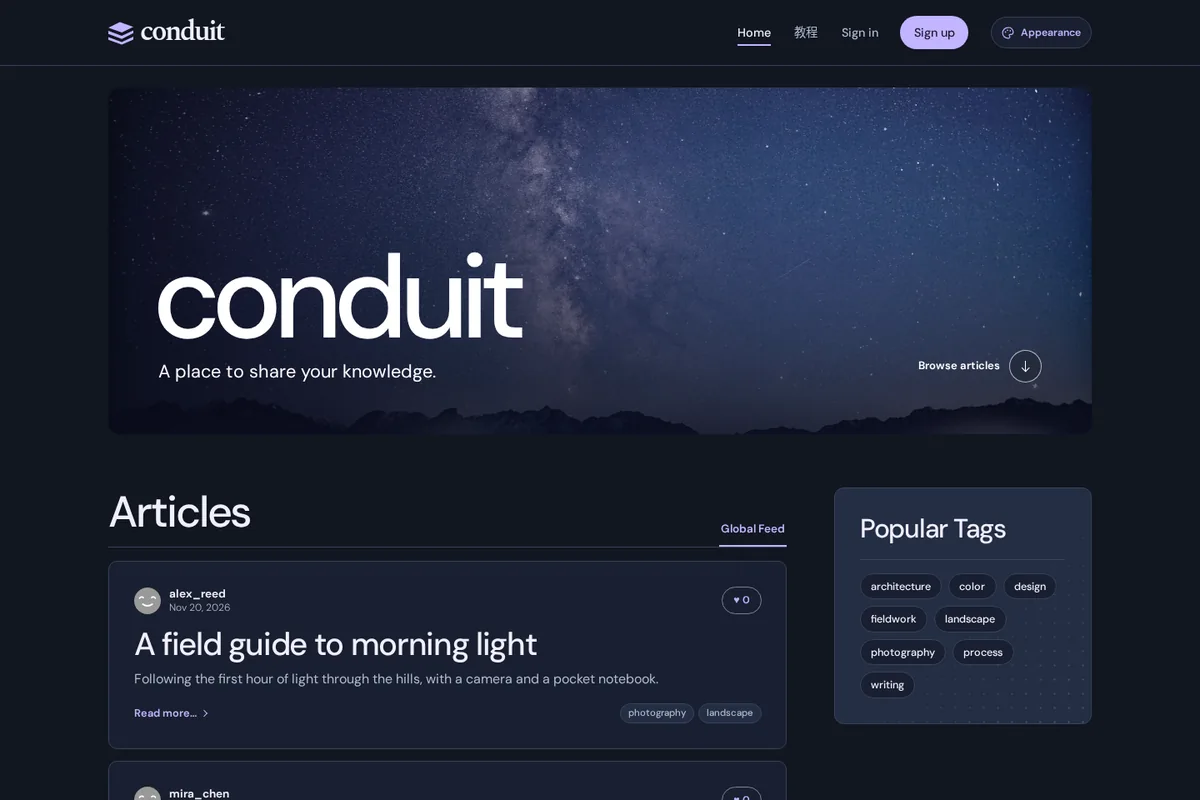 conduit
Home 教程 Sign in Sign up Appearance
conduit
A place to share your knowledge.
Browse articles
Articles
Global Feed
alex_reed
Nov 20, 2026
♥ 0
A field guide to morning light
Following the first hour of light through the hills, with a camera and a pocket notebook.
Read more...
photography landscape
mira_chen
♥ 0
Popular Tags
architecture color design
fieldwork landscape
photography process
writing